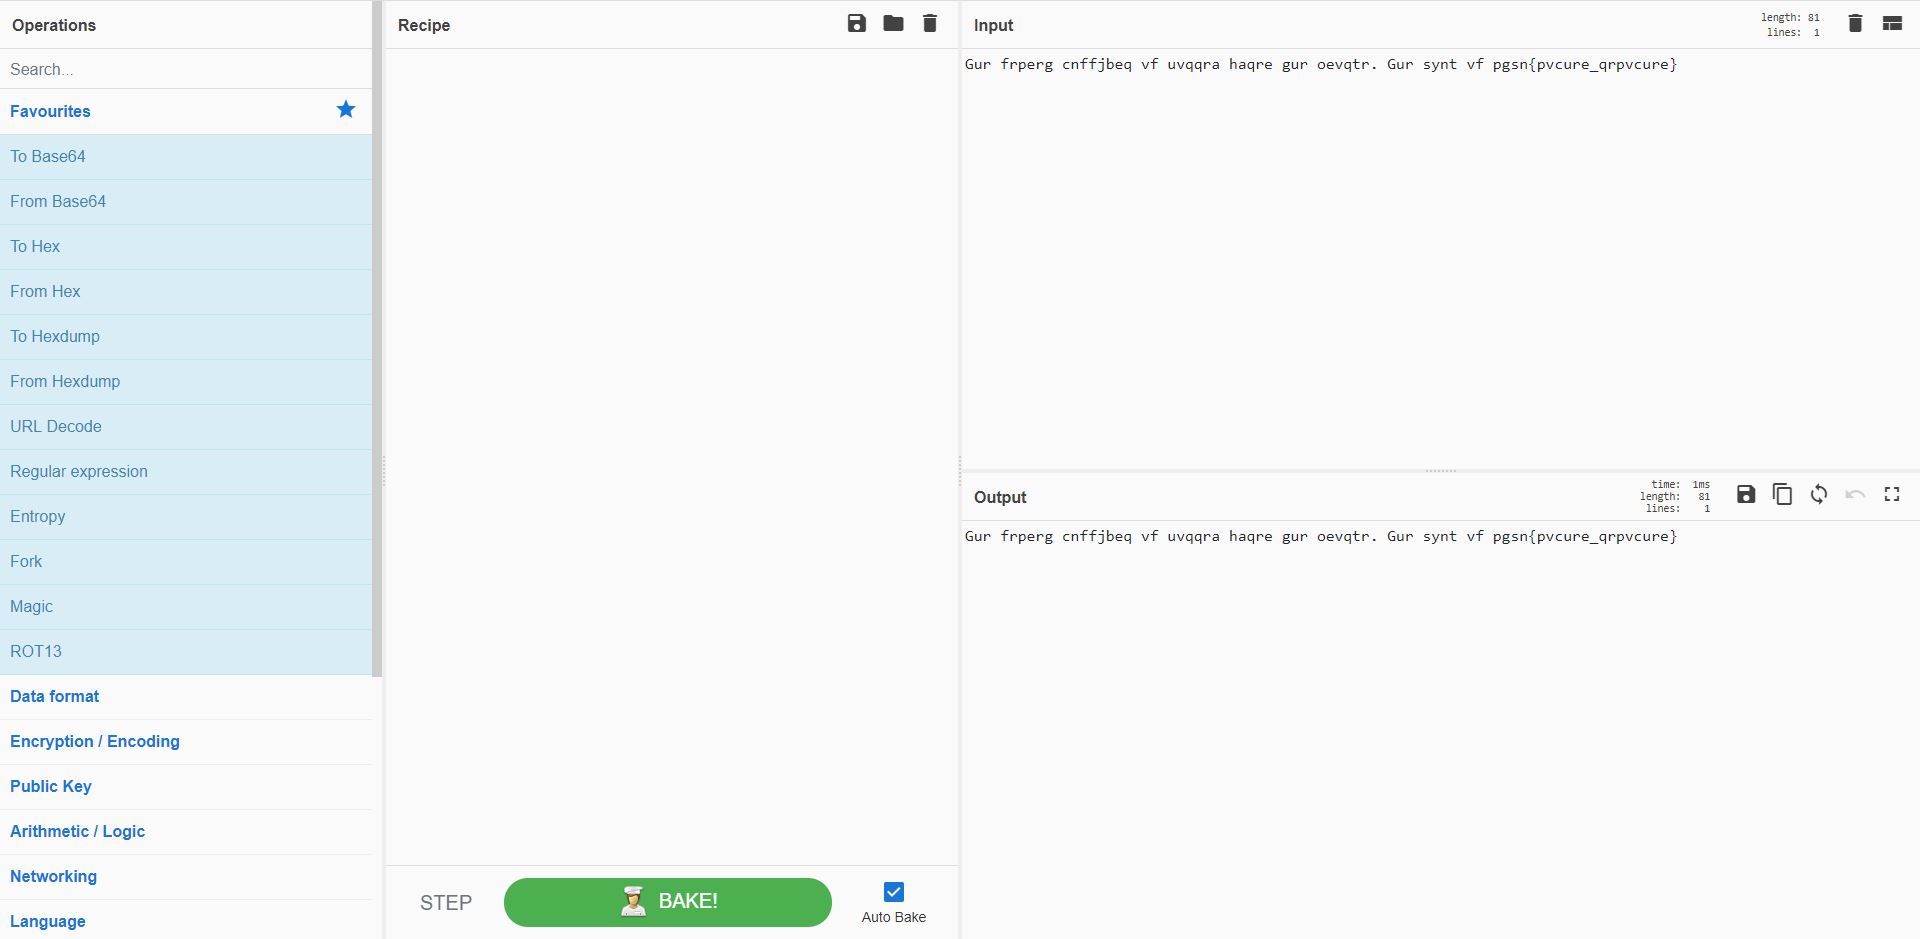 Operations
Search...
Favourites
To Base64
From Base64
To Hex
From Hex
To Hexdump
From Hexdump
URL Decode
Regular expression
Entropy
Fork
Magic
ROT13
Data format
Encryption / Encoding
Public Key
Arithmetic / Logic
Networking
Language
Recipe
STEP
BAKE!
Auto Bake
Input
length: 81
lines: 1
Gur frperg cnffjbeq vf uvqqra haqre gur oevqtr. Gur synt vf pgsn{pvcure_qrpvcure}
Output
time: 1ms
length: 81
lines: 1
Gur frperg cnffjbeq vf uvqqra haqre gur oevqtr. Gur synt vf pgsn{pvcure_qrpvcure}